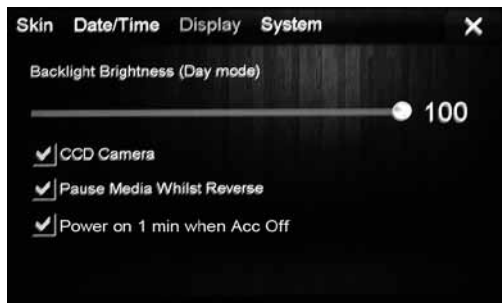 Skin Date/Time Display System
Backlight Brightness (Day mode)
100
CCD Camera
Pause Media Whilst Reverse
Power on 1 min when Acc Off